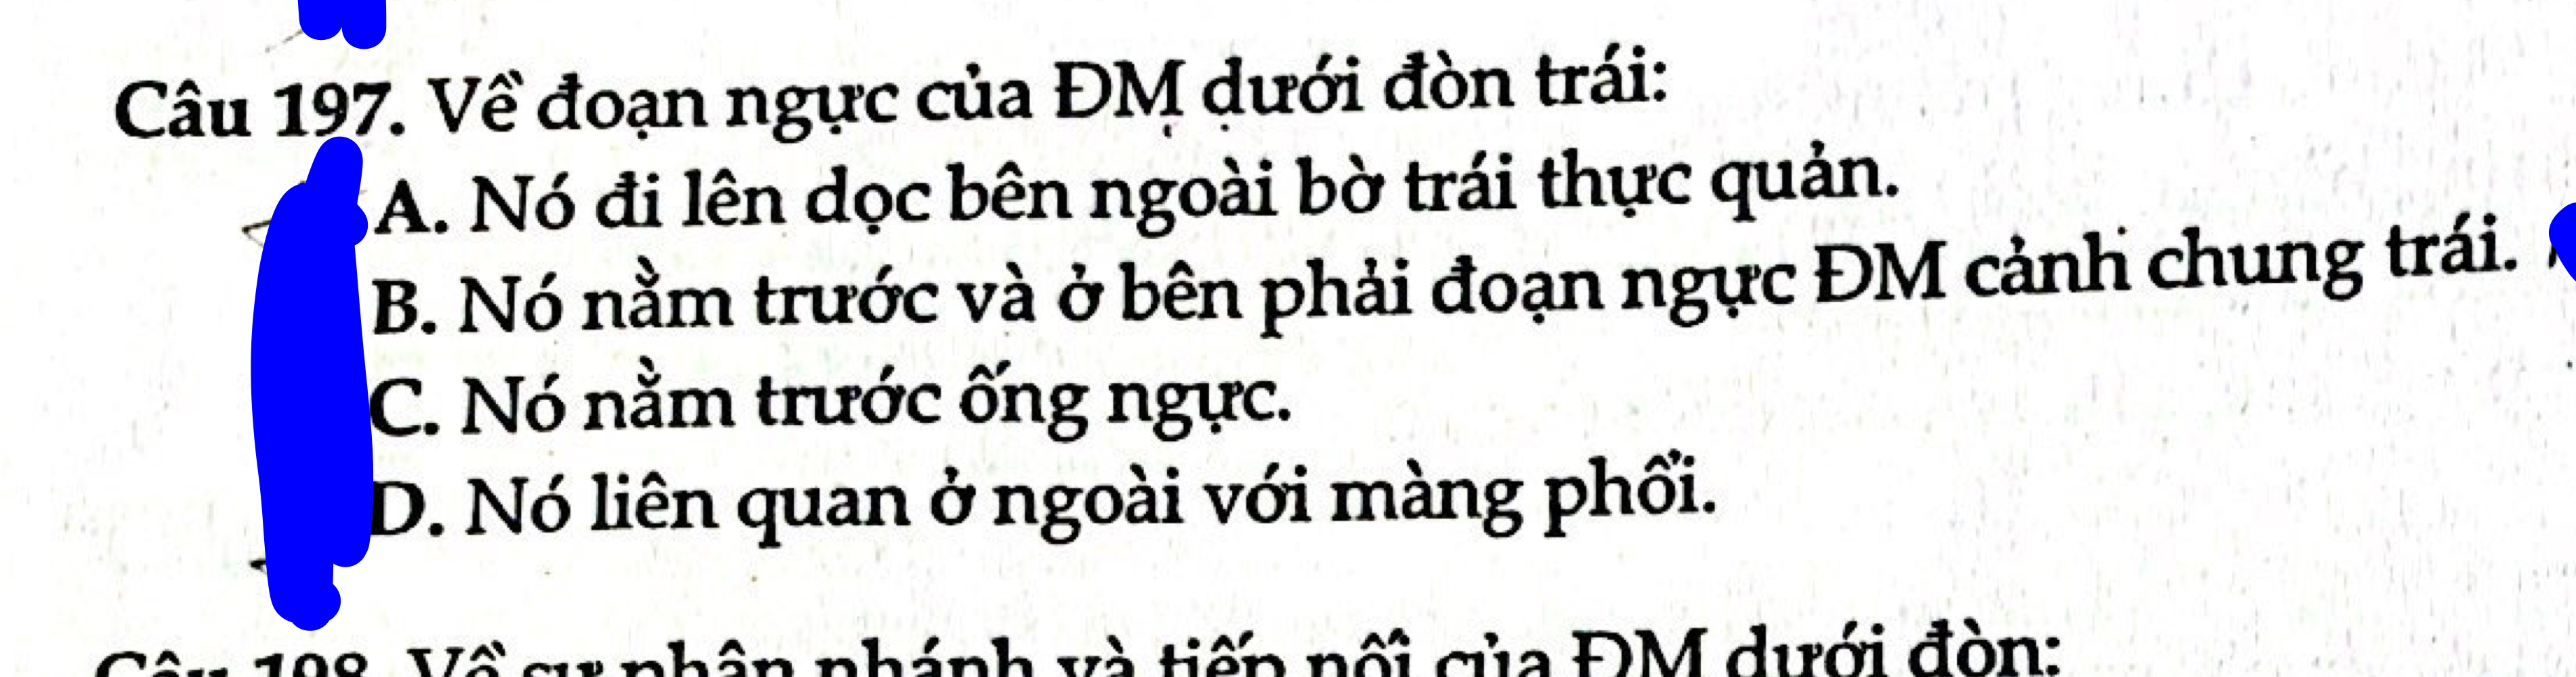 Câu 197. Về đoạn ngực của ĐM dưới đòn trái:
A. Nó đi lên dọc bên ngoài bờ trái thực quản.
B. Nó nằm trước và ở bên phải đoạn ngực ĐM cảnh chung trái.
C. Nó nằm trước ống ngực.
D. Nó liên quan ở ngoài với màng phổi.
Câu 198. Về sự phân nhánh và tiếp nối của ĐM dưới đòn: